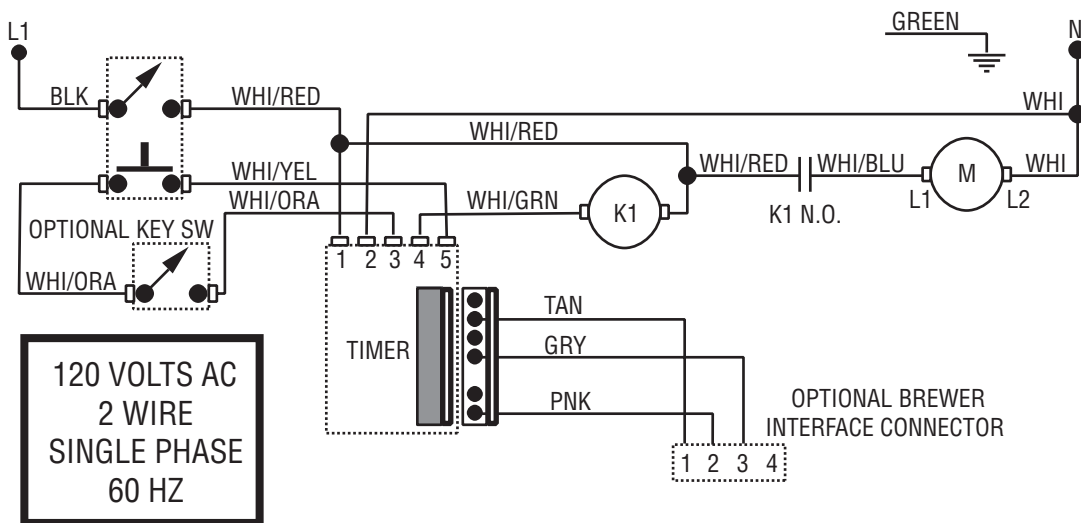 L1
GREEN
N
BLK
WHI/RED
WHI
WHI/RED
WHI/YEL
WHI/RED
WHI/BLU
M
WHI
WHI/ORA
WHI/GRN
K1
K1 N.O.
L1
L2
OPTIONAL KEY SW
1 2 3 4 5
WHI/ORA
TAN
TIMER
GRY
PNK
120 VOLTS AC
2 WIRE
SINGLE PHASE
60 HZ
OPTIONAL BREWER
INTERFACE CONNECTOR
1 2 3 4